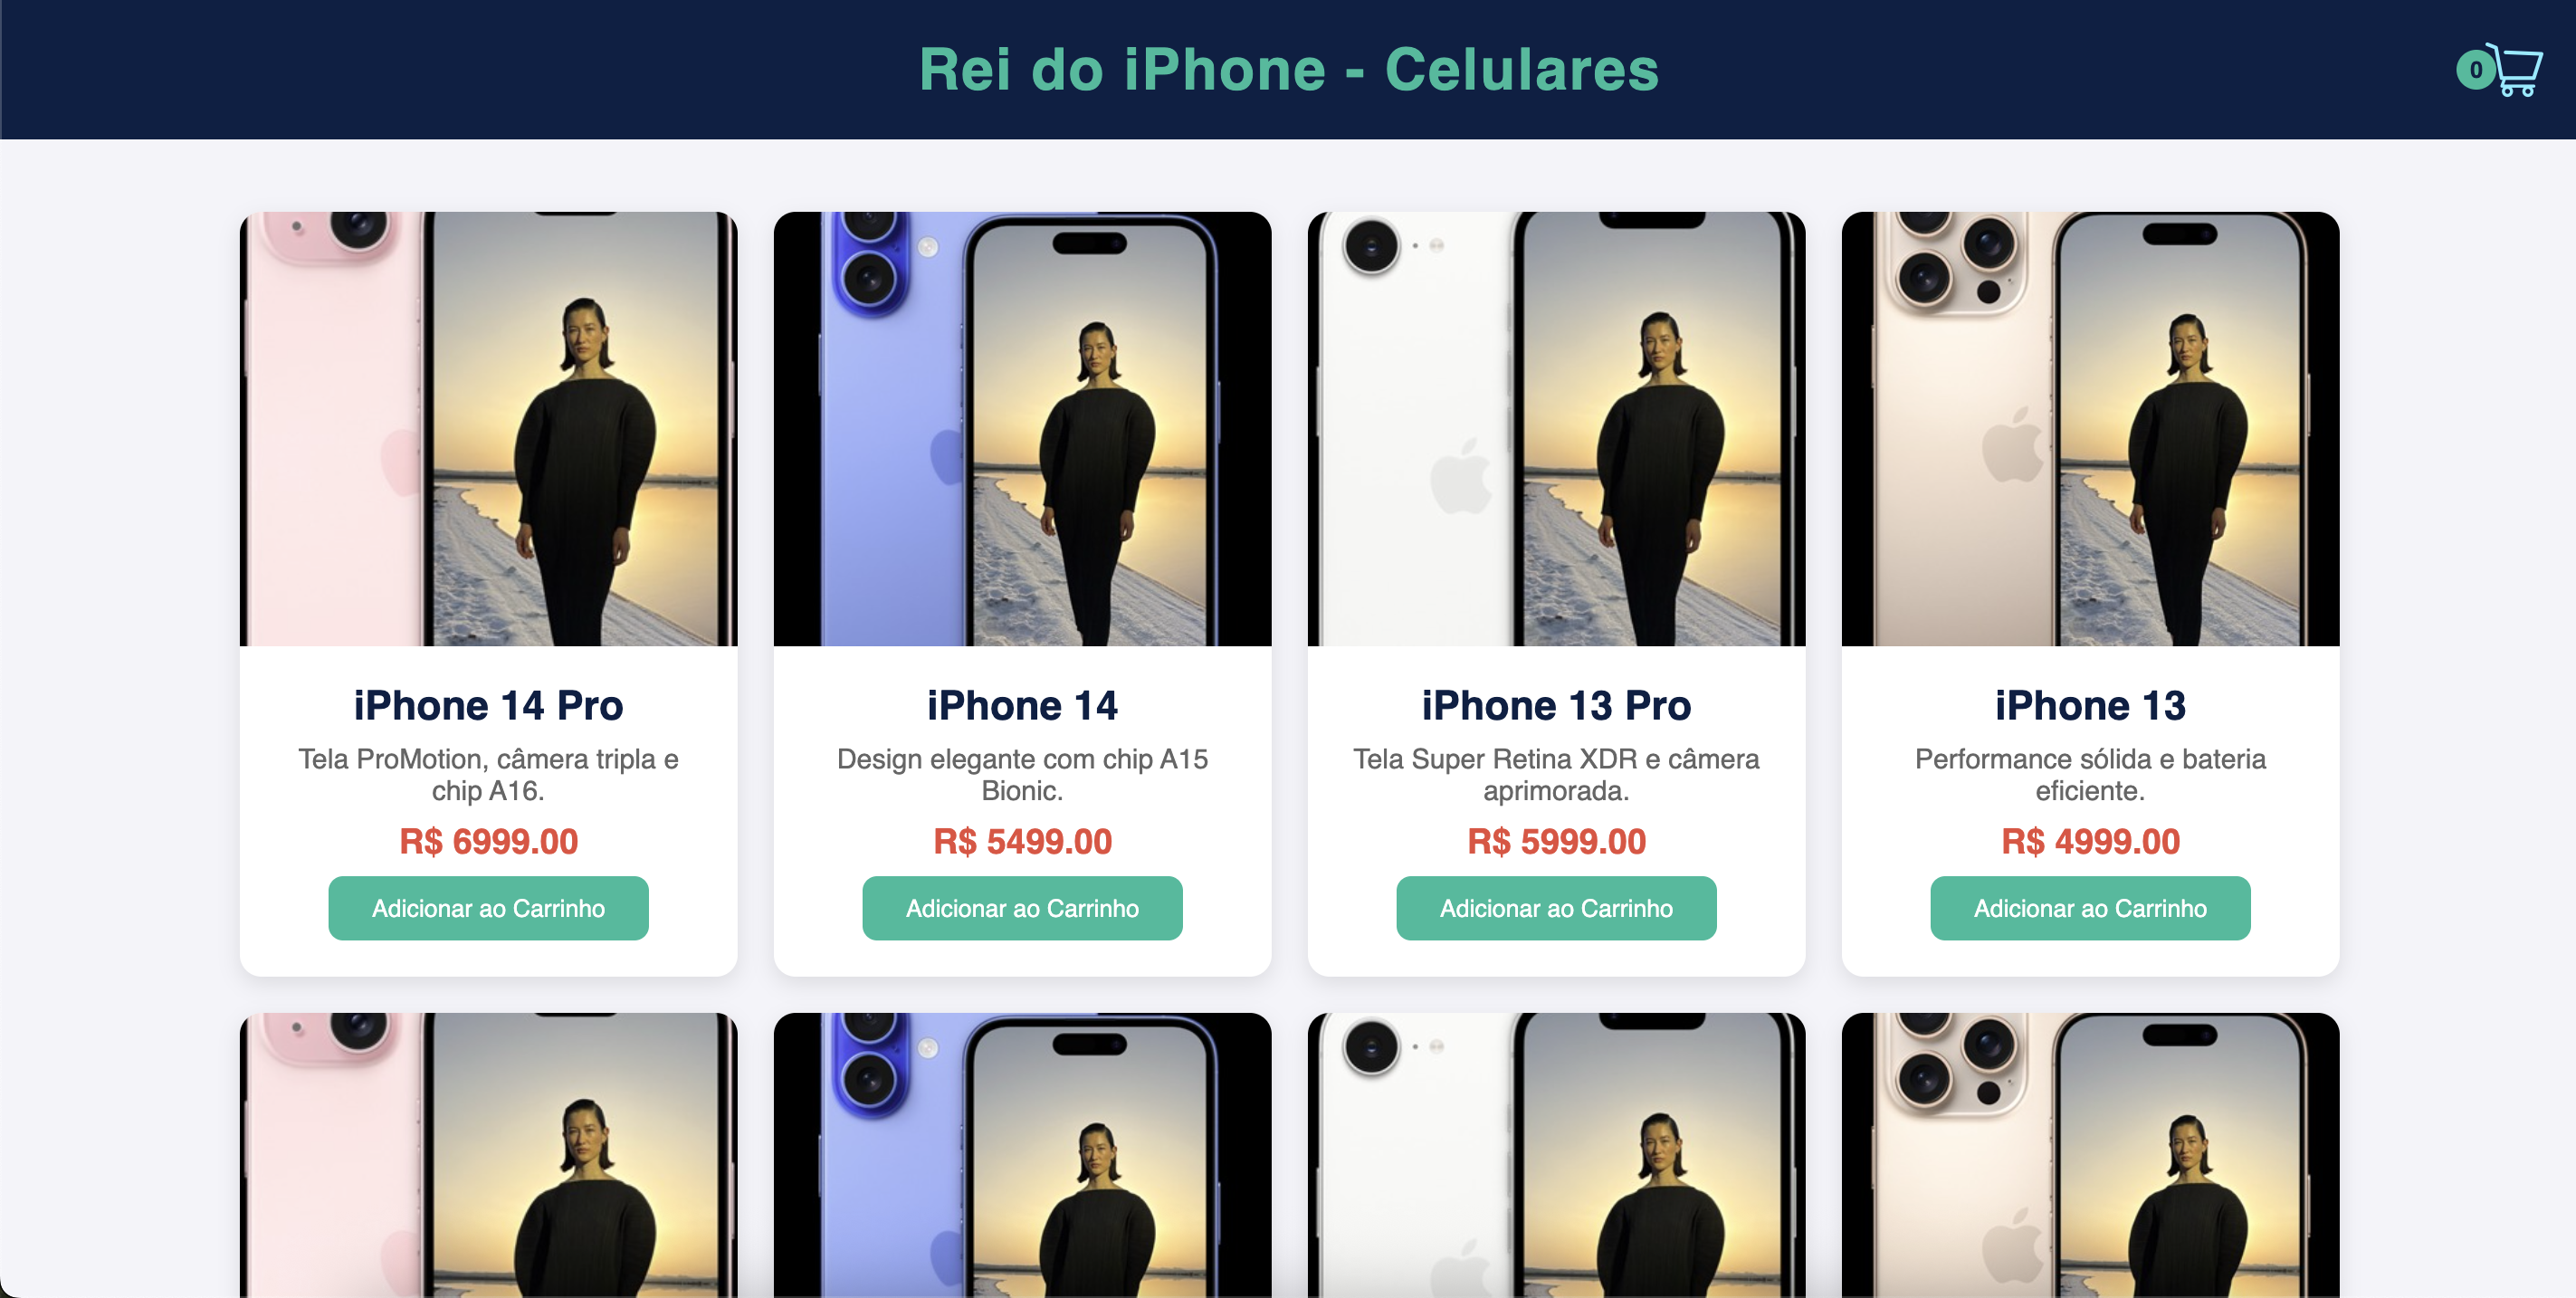 Rei do iPhone - Celulares
0
iPhone 14 Pro
Tela ProMotion, câmera tripla e
chip A16.
R$ 6999.00
Adicionar ao Carrinho
iPhone 14
Design elegante com chip A15
Bionic.
R$ 5499.00
Adicionar ao Carrinho
iPhone 13 Pro
Tela Super Retina XDR e câmera
aprimorada.
R$ 5999.00
Adicionar ao Carrinho
iPhone 13
Performance sólida e bateria
eficiente.
R$ 4999.00
Adicionar ao Carrinho